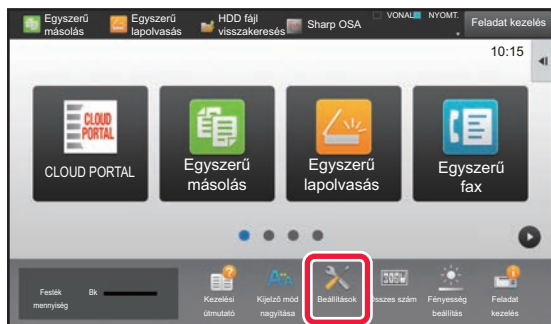 Egyszerű másolás
Egyszerű lapolvasás
HDD fájl visszakeresés
Sharp OSA
VONAL
NYOMT.
Feladat kezelés
10:15
CLOUD PORTAL
CLOUD PORTAL
Egyszerű
másolás
Egyszerű
lapolvasás
Egyszerű
fax
Festék
mennyiség
Bk
Kezelési
útmutató
Kijelző mód
nagyítása
Beállítások
Összes szám
Fényesség
beállítás
Feladat
kezelés